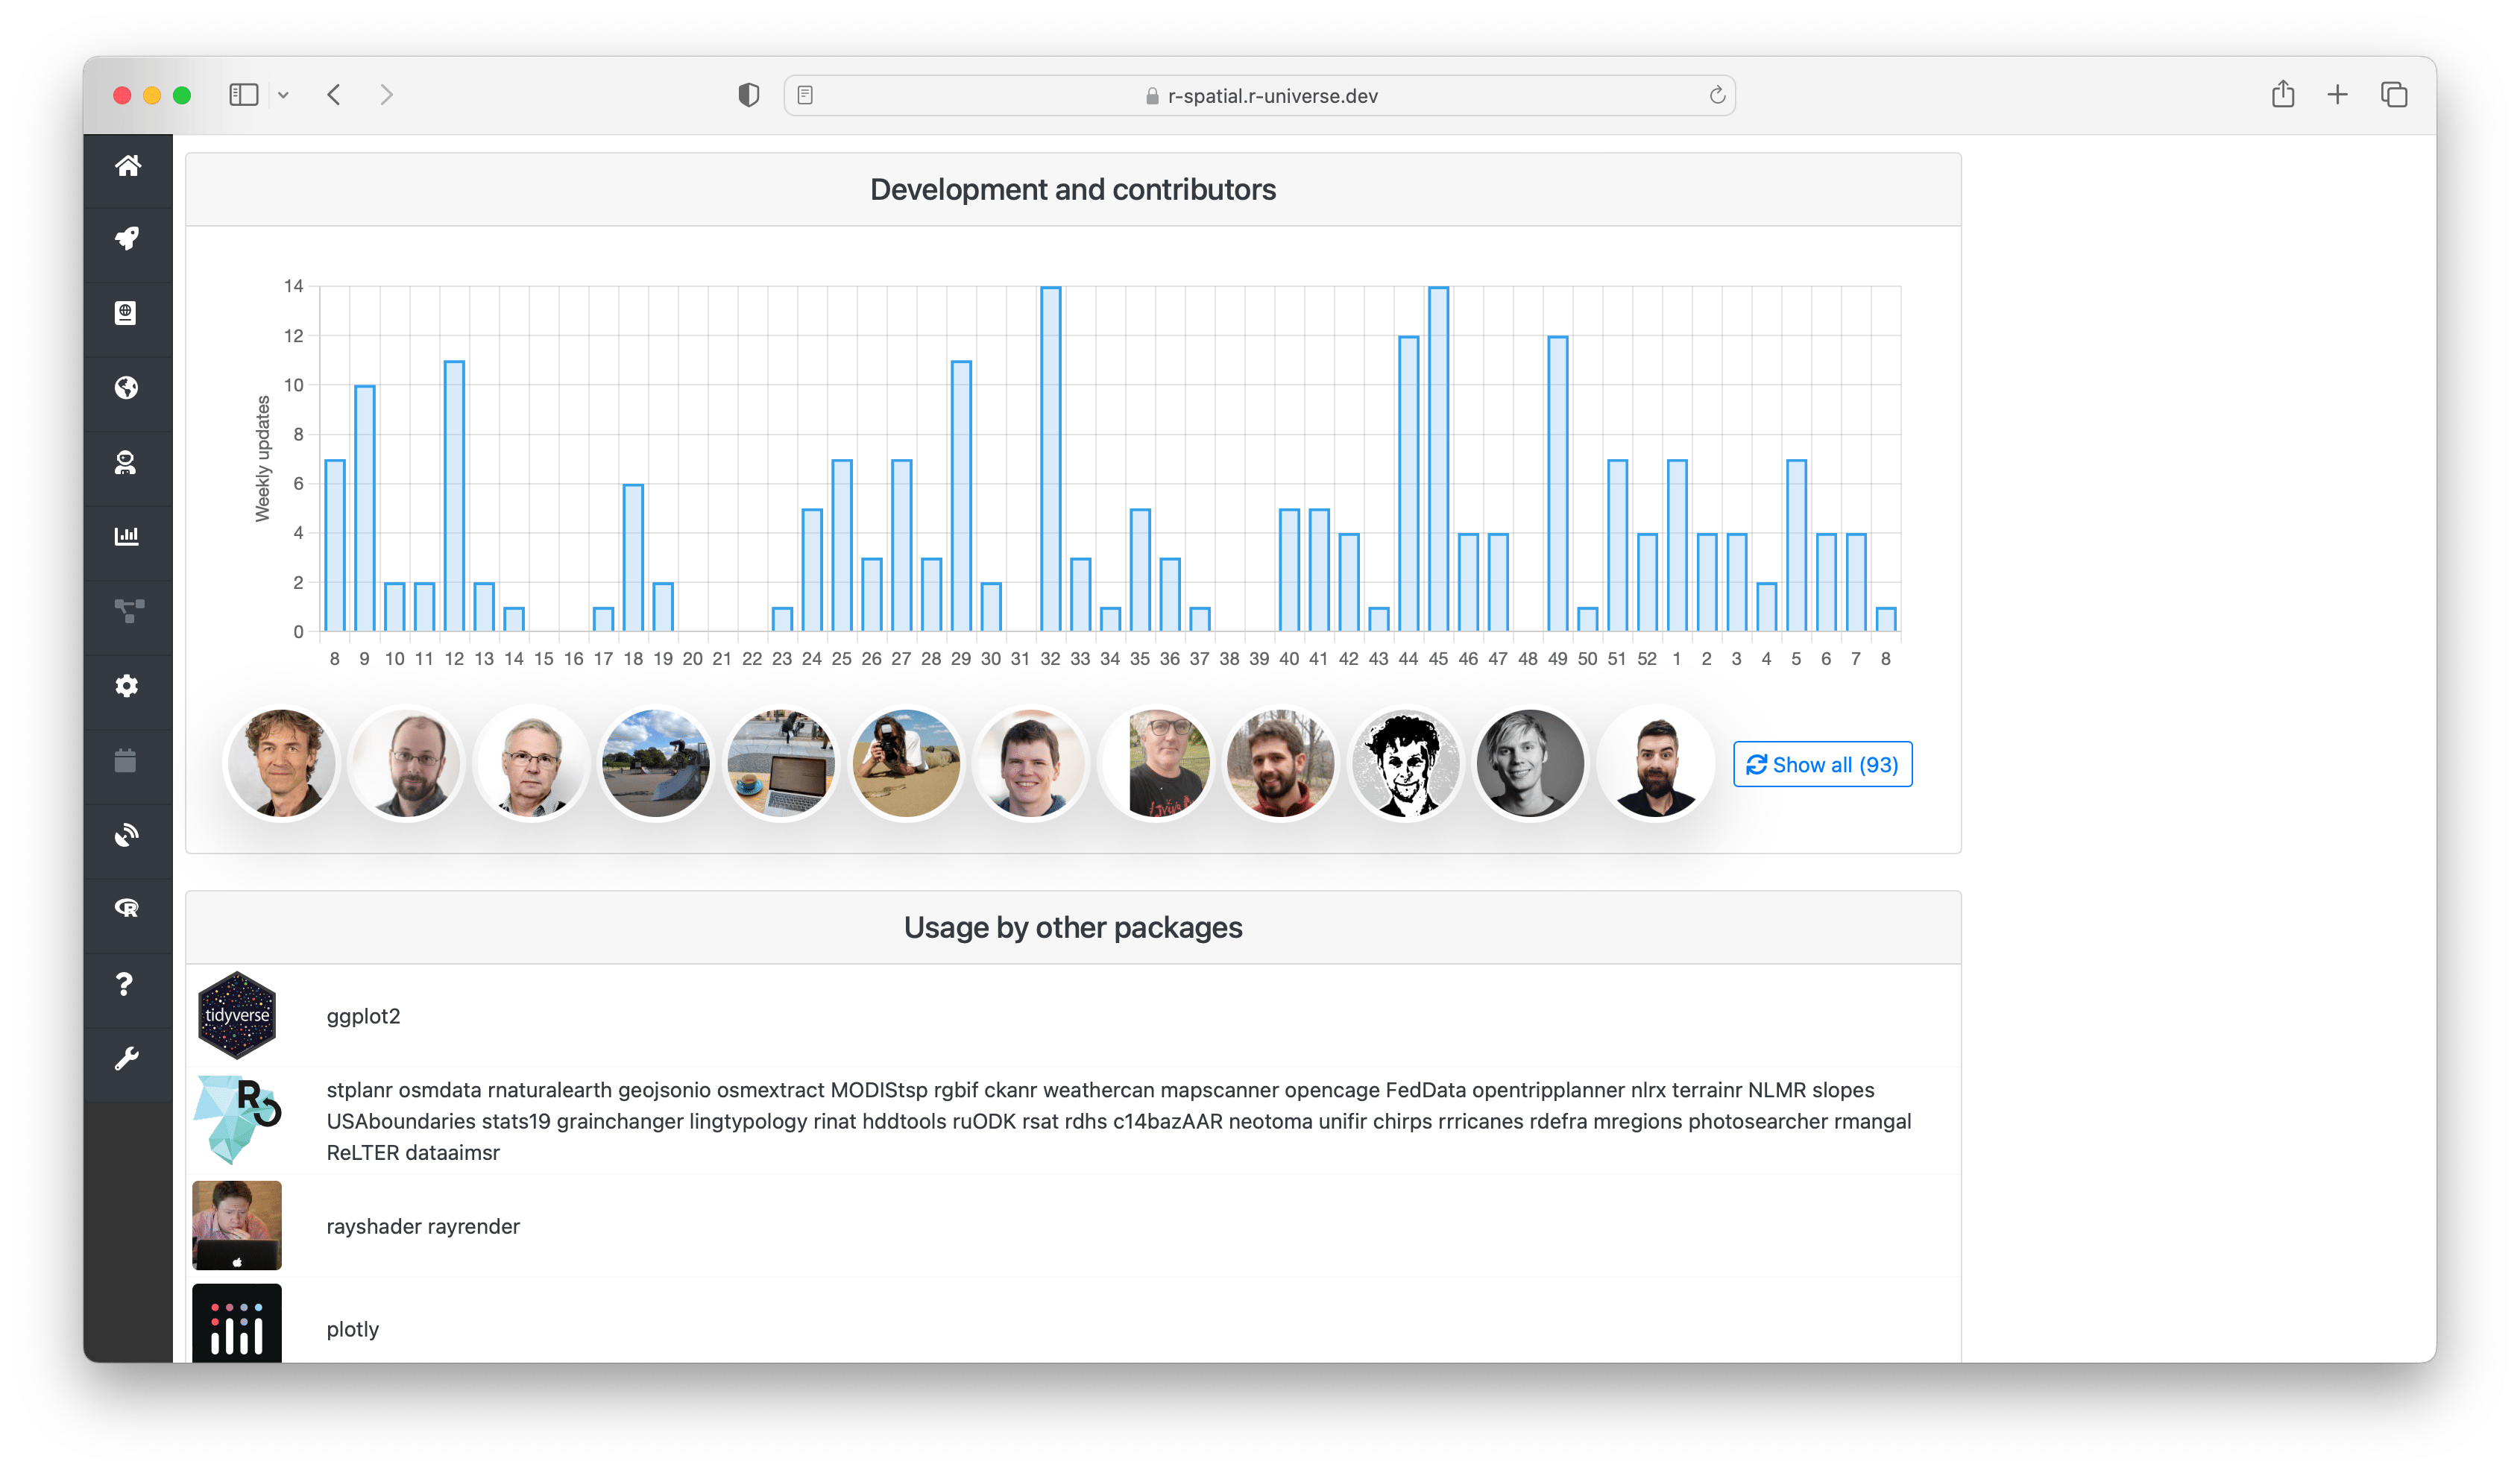 r-spatial.r-universe.dev
Development and contributors
Weekly updates
14
12
10
8
6
4
2
0
8 9 10 11 12 13 14 15 16 17 18 19 20 21 22 23 24 25 26 27 28 29 30 31 32 33 34 35 36 37 38 39 40 41 42 43 44 45 46 47 48 49 50 51 52 1 2 3 4 5 6 7 8
Show all (93)
Usage by other packages
tidyverse
ggplot2
R
stplanr osmdata rnaturalearth geojsonio osmextract MODIStsp rgbif ckanr weathercan mapscanner opencage FedData opentripplanner nlrx terrainr NLMR slopes
USAboundaries stats19 grainchanger lingtypology rinat hddtools ruODK rsat rdhs c14bazAAR neotoma unifir chirps rrricanes rdefra mregions photosearcher rmangal
ReLTER dataaimsr
rayshader rayrender
plotly